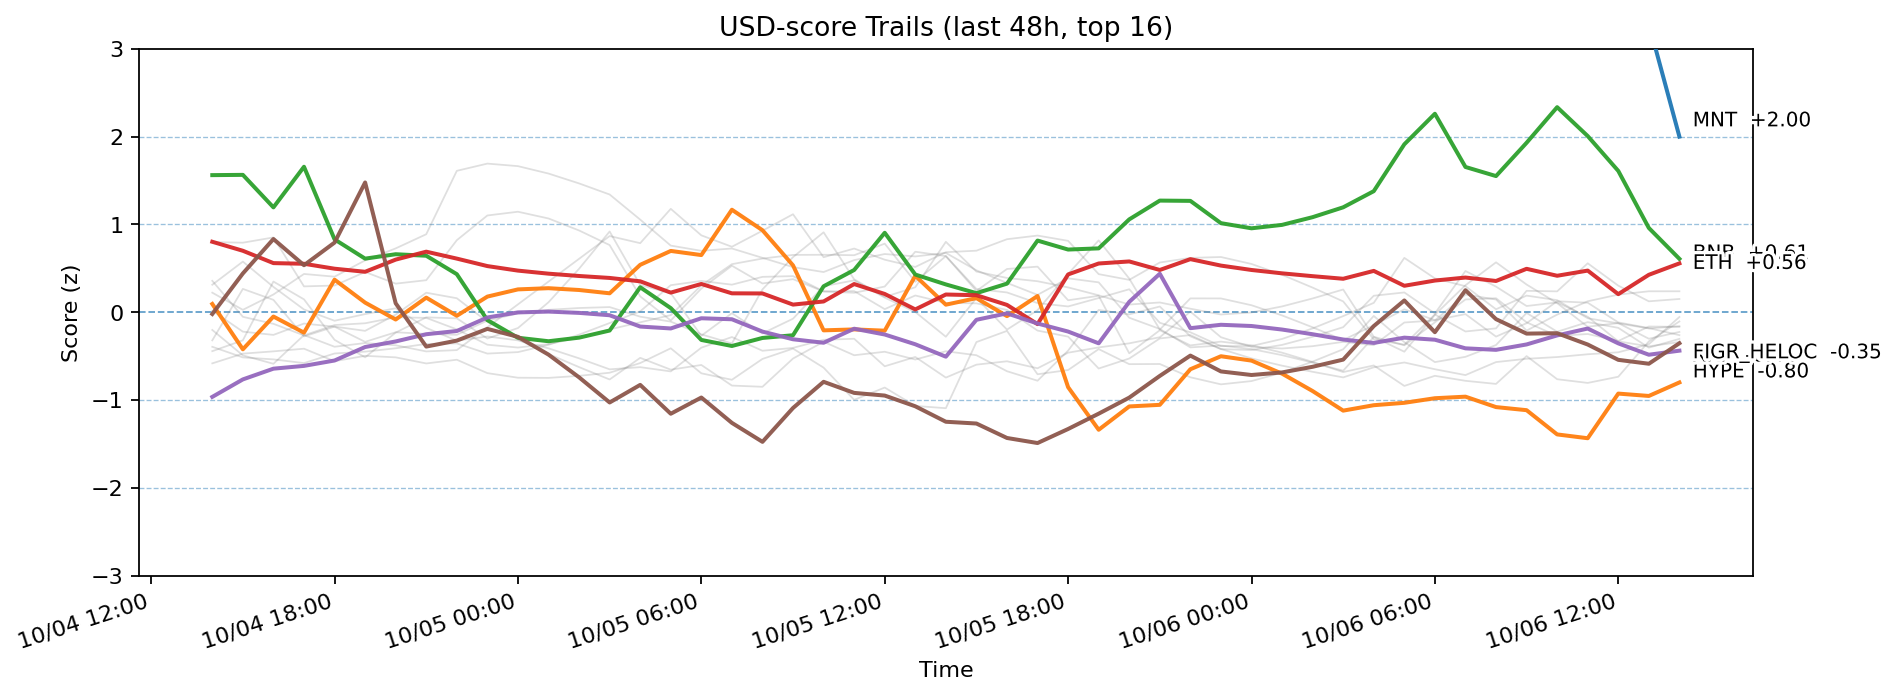 USD-score Trails (last 48h, top 16)
Score (z)
3
2
1
0
−1
−2
−3
MNT +2.00
BNB +0.61
ETH +0.56
FIGR_HELOC -0.35
HYPE -0.80
10/04 12:00
10/04 18:00
10/05 00:00
10/05 06:00
10/05 12:00
10/05 18:00
10/06 00:00
10/06 06:00
10/06 12:00
Time